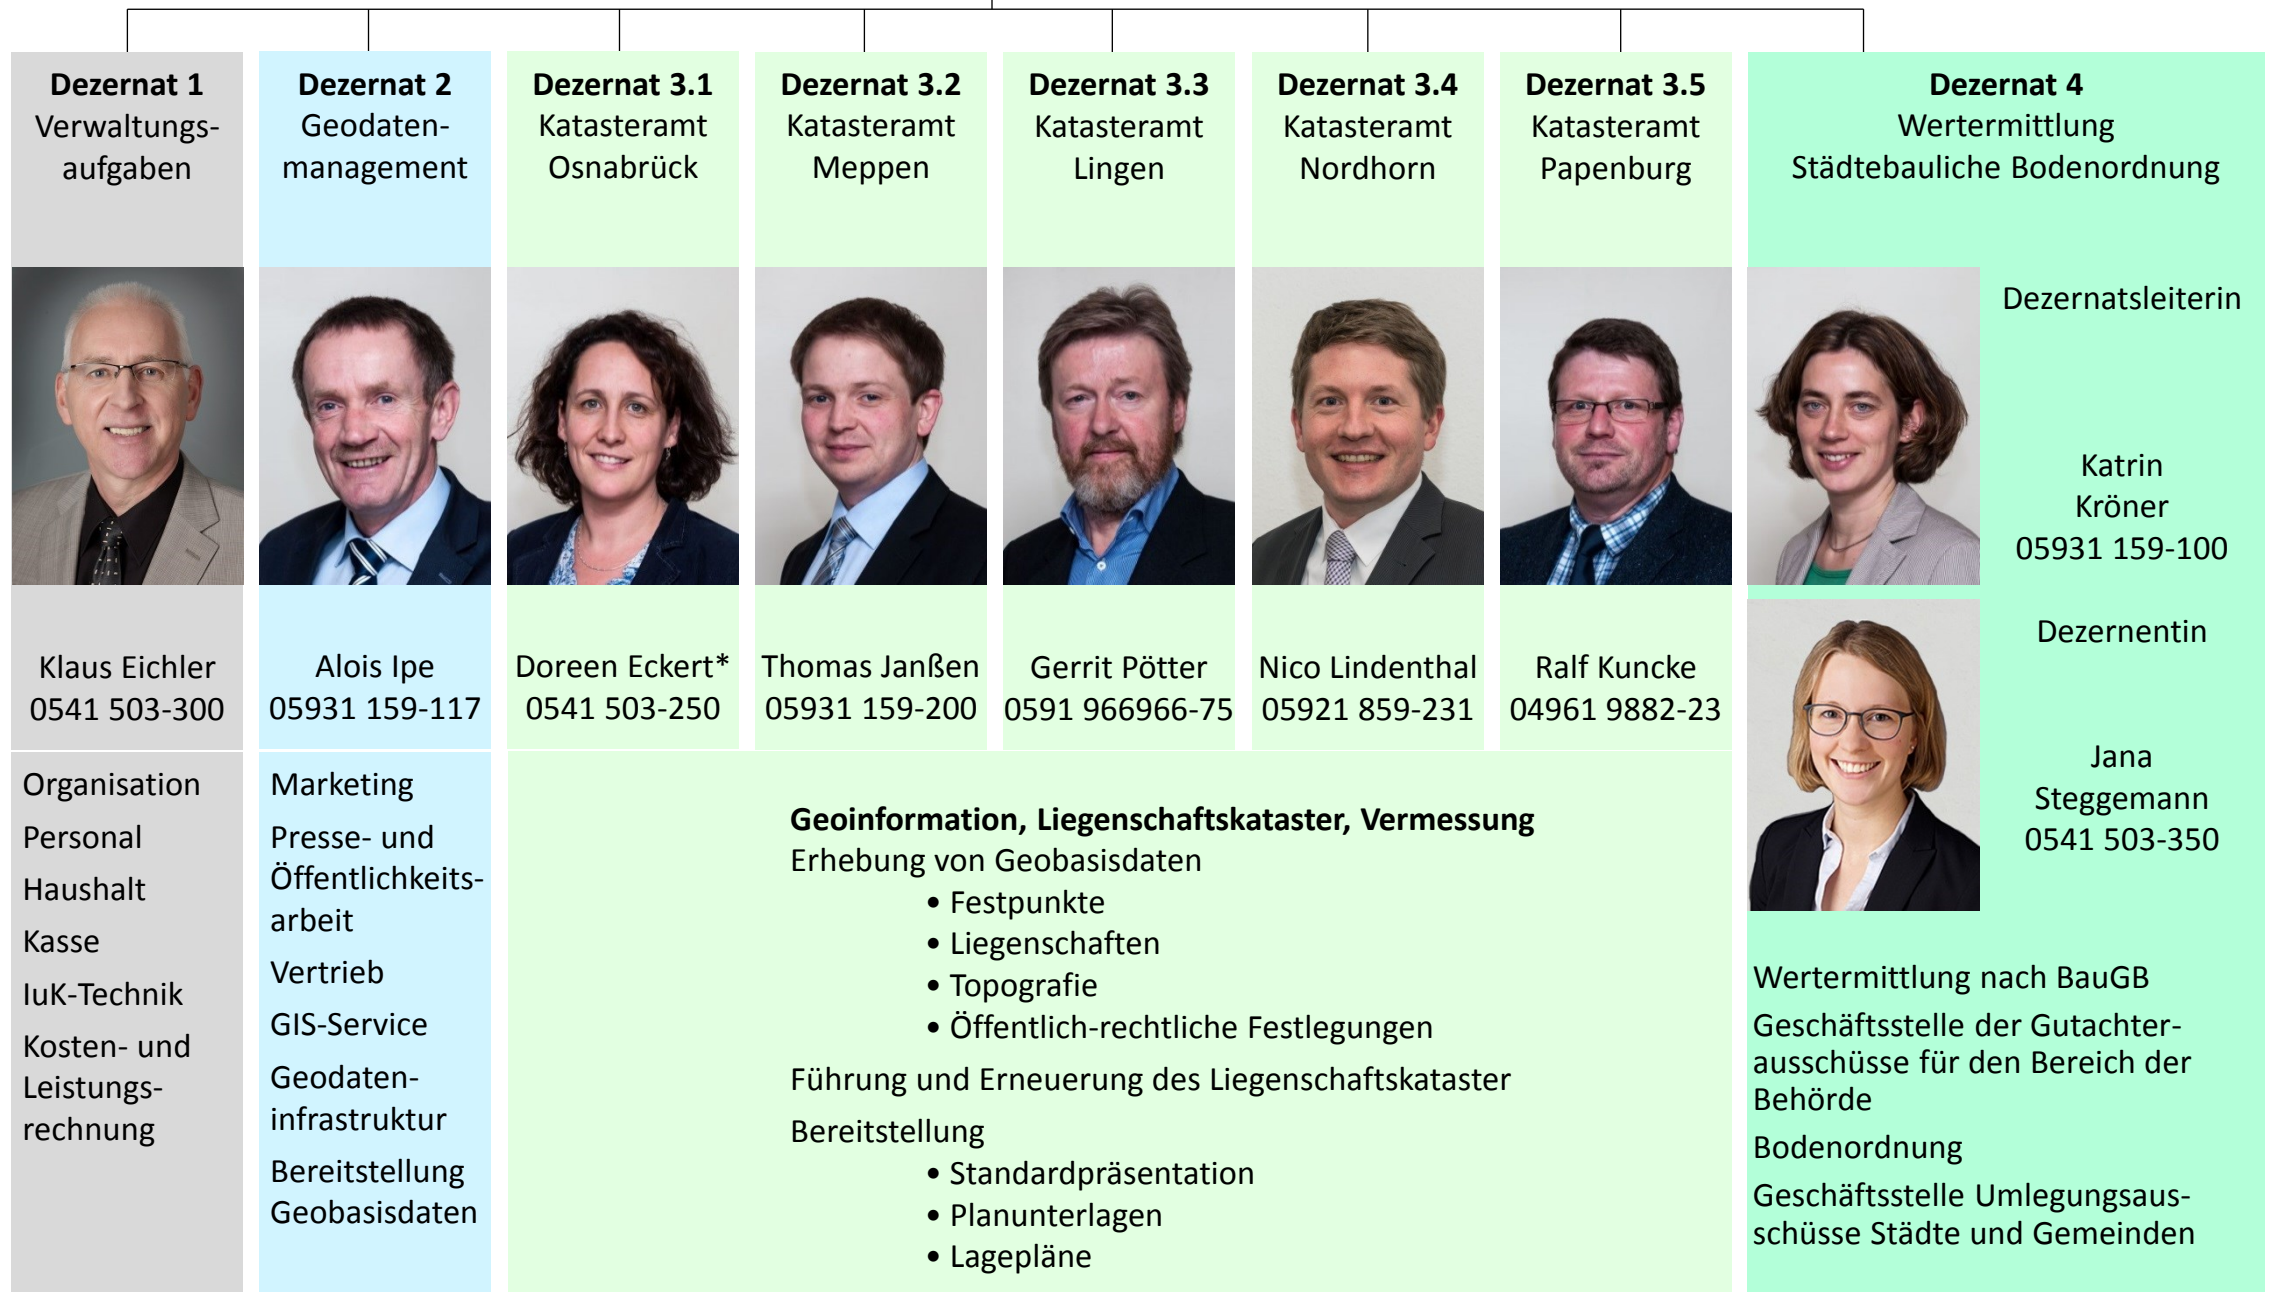 Dezernat 1
Verwaltungs-
aufgaben
Klaus Eichler
0541 503-300
Organisation
Personal
Haushalt
Kasse
IuK-Technik
Kosten- und
Leistungs-
rechnung
Dezernat 2
Geodaten-
management
Alois Ipe
05931 159-117
Marketing
Presse- und
Öffentlichkeits-
arbeit
Vertrieb
GIS-Service
Geodaten-
infrastruktur
Bereitstellung
Geobasisdaten
Dezernat 3.1
Katasteramt
Osnabrück
Doreen Eckert*
0541 503-250
Dezernat 3.2
Katasteramt
Meppen
Thomas Janßen
05931 159-200
Dezernat 3.3
Katasteramt
Lingen
Gerrit Pötter
0591 966966-75
Dezernat 3.4
Katasteramt
Nordhorn
Nico Lindenthal
05921 859-231
Dezernat 3.5
Katasteramt
Papenburg
Ralf Kuncke
04961 9882-23
Geoinformation, Liegenschaftskataster, Vermessung
Erhebung von Geobasisdaten
• Festpunkte
• Liegenschaften
• Topografie
• Öffentlich-rechtliche Festlegungen
Führung und Erneuerung des Liegenschaftskataster
Bereitstellung
• Standardpräsentation
• Planunterlagen
• Lagepläne
Dezernat 4
Wertermittlung
Städtebauliche Bodenordnung
Dezernatsleiterin
Katrin
Kröner
05931 159-100
Dezernentin
Jana
Steggemann
0541 503-350
Wertermittlung nach BauGB
Geschäftsstelle der Gutachter-
ausschüsse für den Bereich der
Behörde
Bodenordnung
Geschäftsstelle Umlegungsaus-
schüsse Städte und Gemeinden